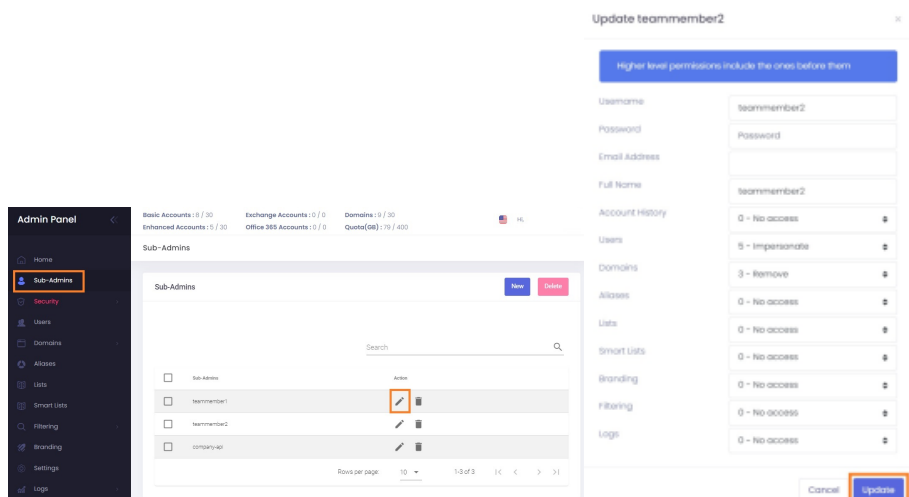 Admin Panel
Home
Sub-Admins
Security
Users
Domains
Aliases
Lists
Smart Lists
Filtering
Branding
Settings
Logs
Basic Accounts : 8 / 30 Exchange Accounts : 0 / 0 Domains : 9 / 30
Enhanced Accounts : 5 / 30 Office 365 Accounts : 0 / 0 Quota(GB) : 79 / 400
Hi,
Sub-Admins
Sub-Admins
New Delete
Search
Sub-Admins Action
teammember1
teammember2
company-api
Rows per page: 10 1-3 of 3
Update teammember2
Higher level permissions include the ones before them
Username teammember2
Password Password
Email Addrees
Full Name teammember2
Account History 0 - No access
Users 5 - Impersonate
Domains 3 - Remove
Aliases 0 - No access
Lists 0 - No access
Smart Lists 0 - No access
Branding 0 - No access
Filtering 0 - No access
Logs 0 - No access
Cancel Update